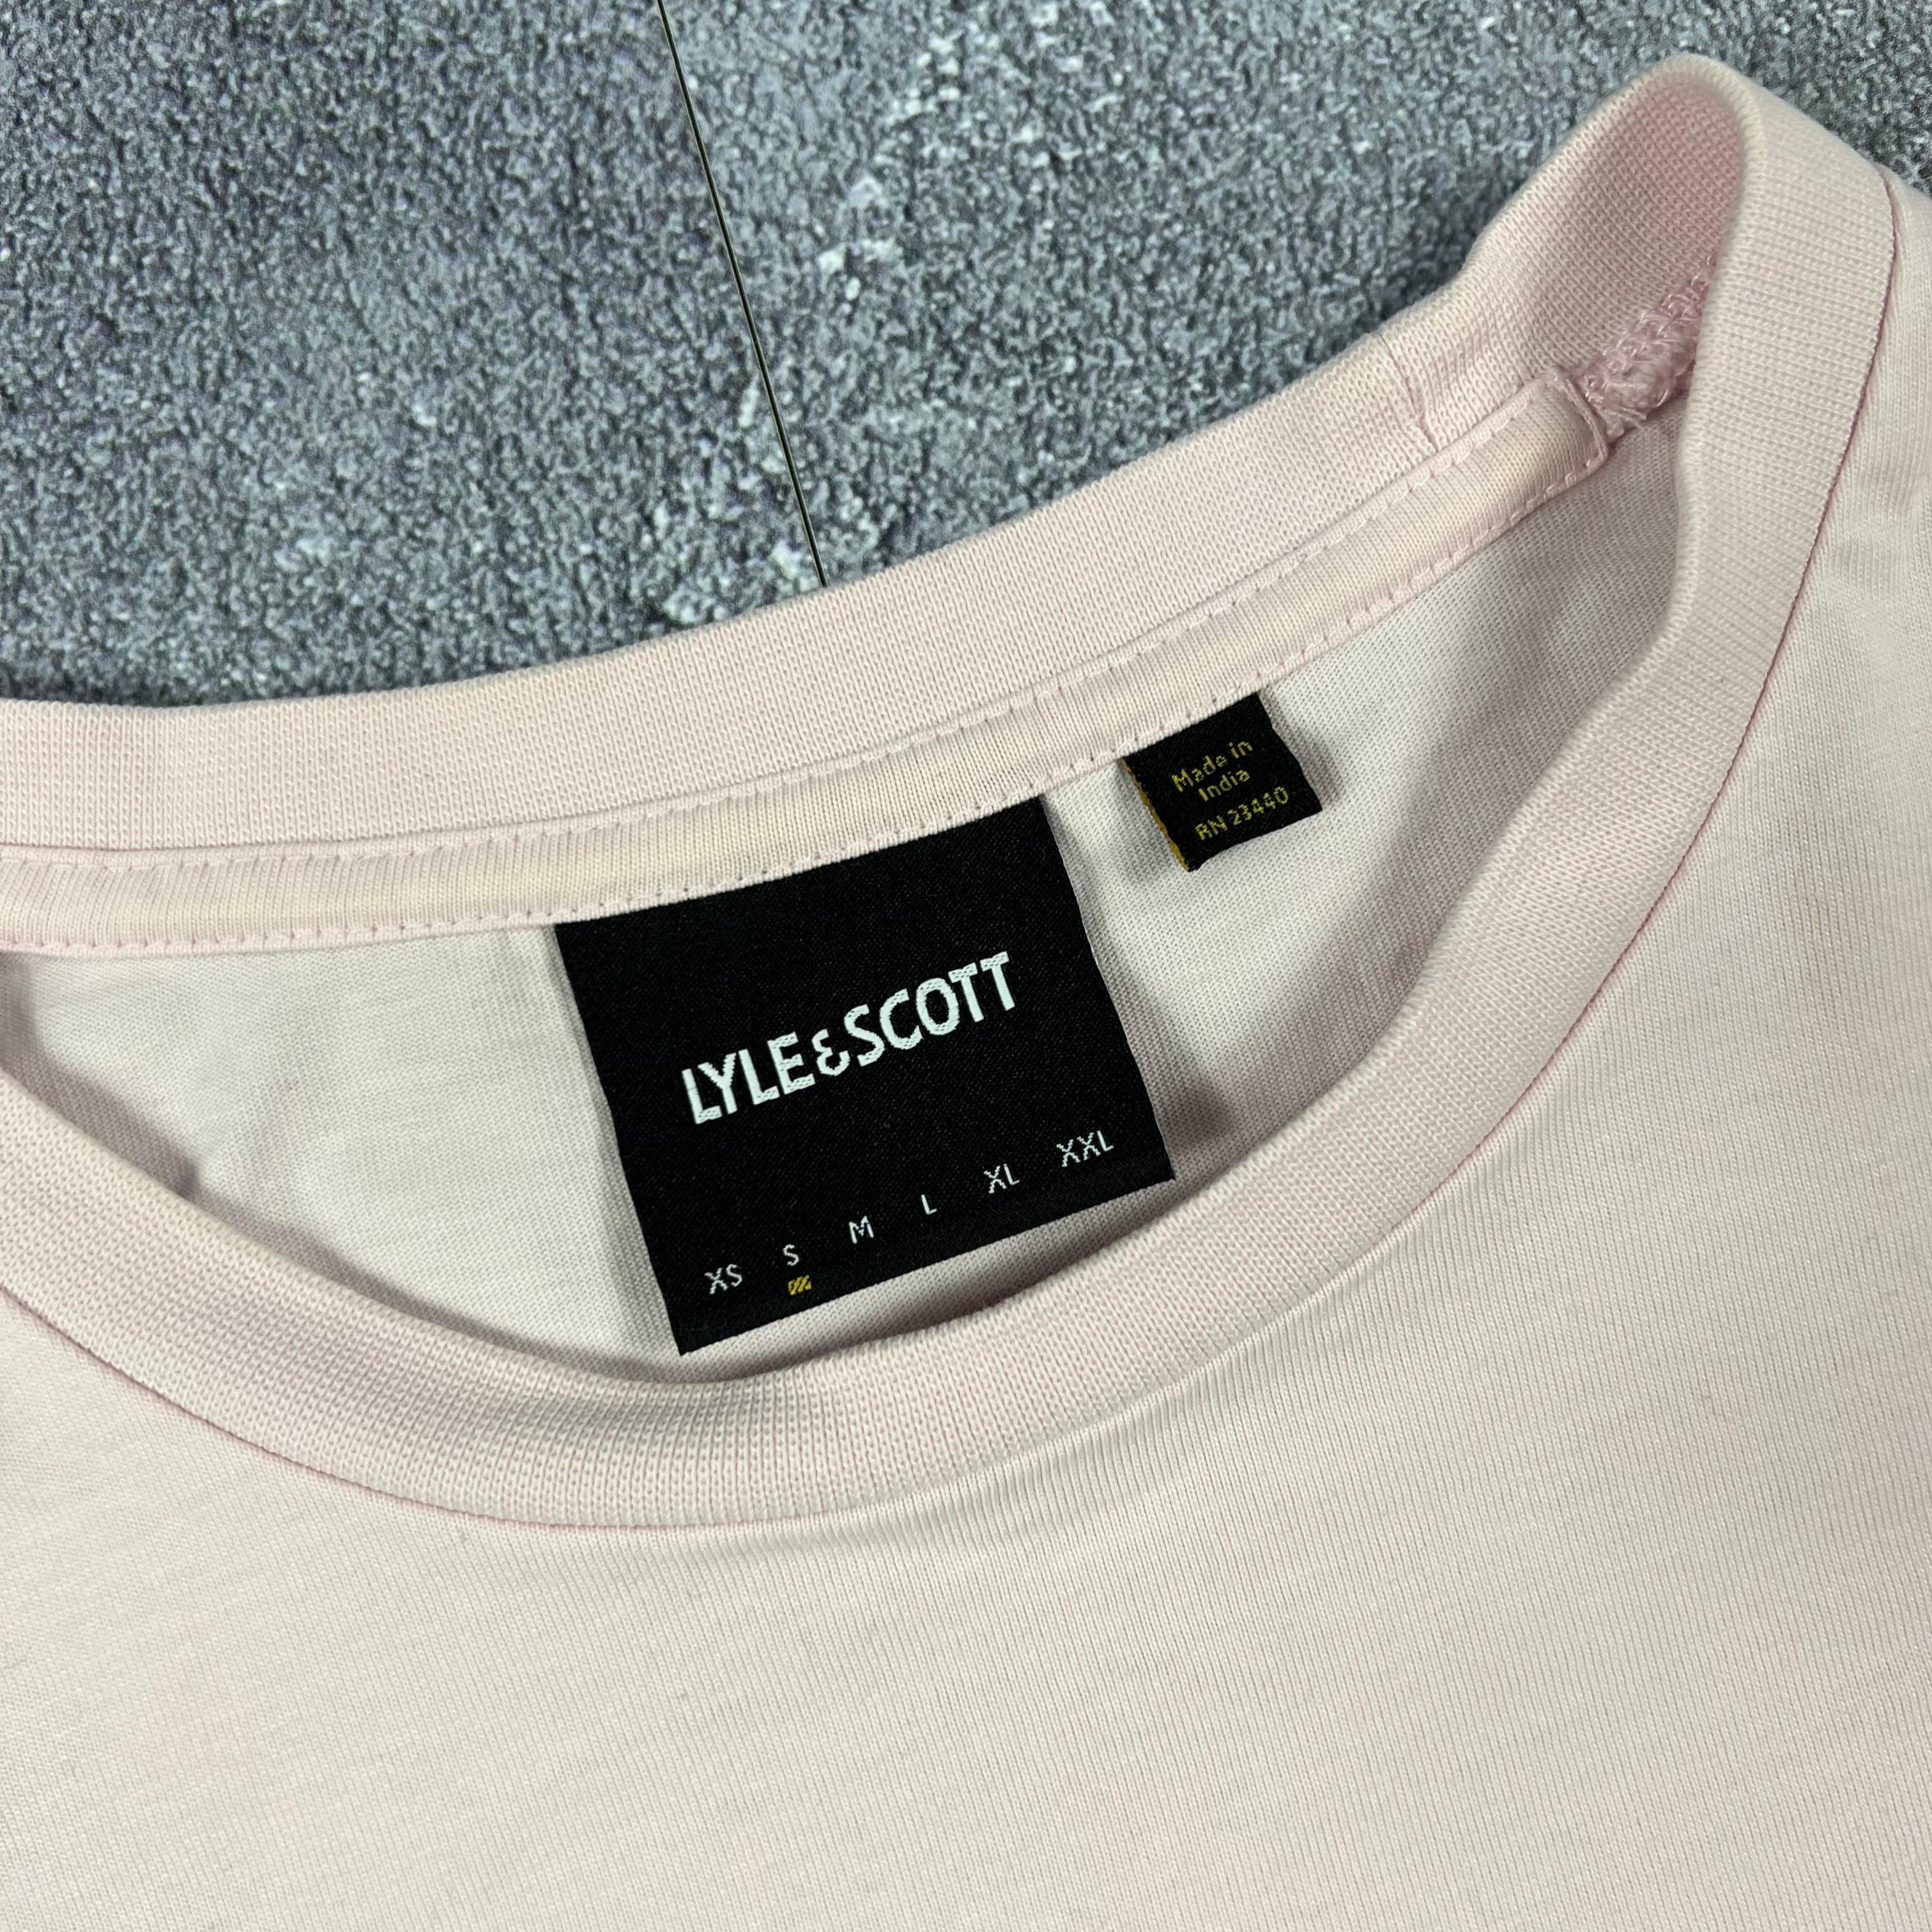 Made in
India
RN 23440
LYLE&SCOTT
XS S M L XL XXL